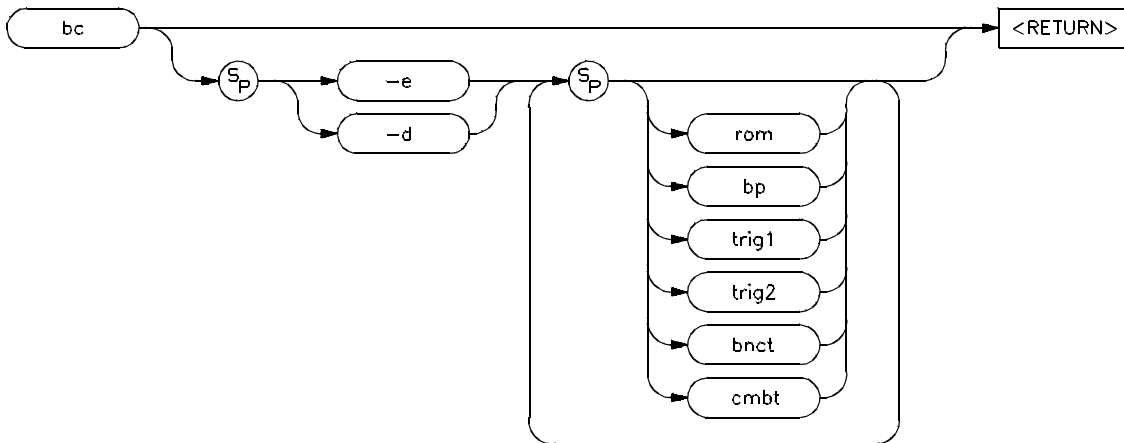 bc
<RETURN>
SP
-e
SP
-d
rom
bp
trig1
trig2
bnct
cmbt